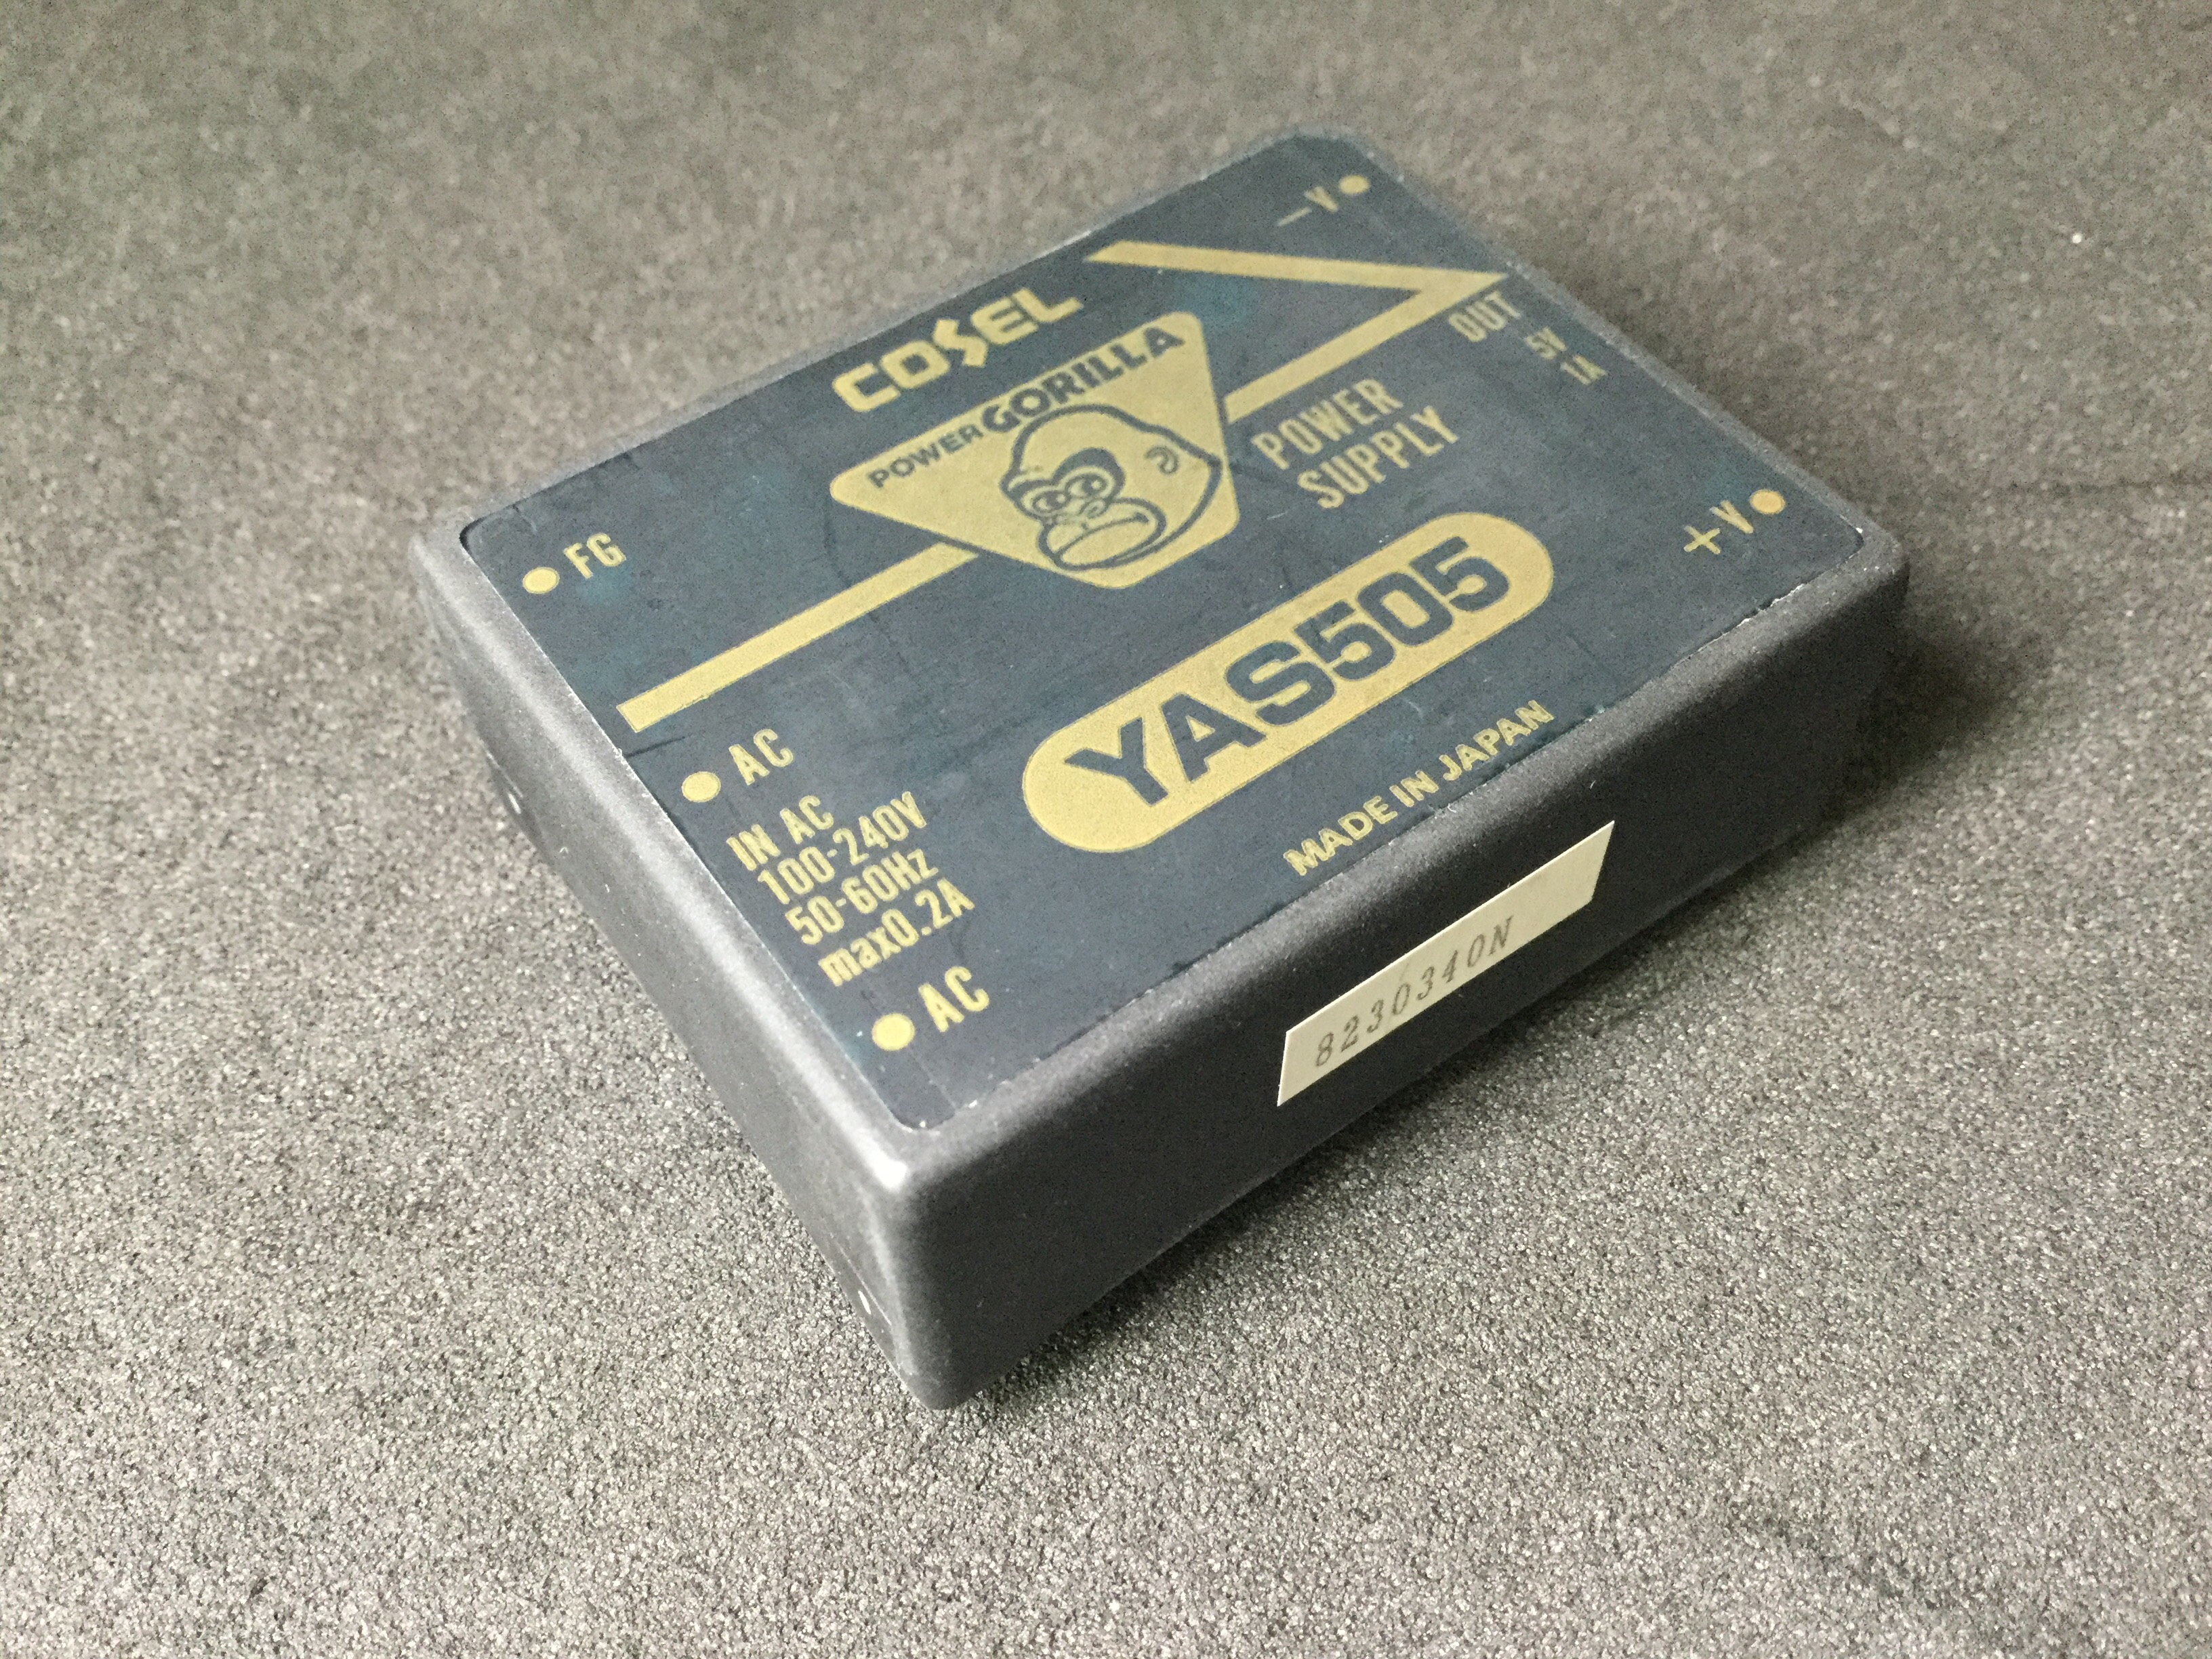 COSEL
POWER GORILLA
FG
AC
IN AC
100-240V
50-60Hz
max0.2A
AC
–V
OUT
5V
1A
POWER
SUPPLY
+V
YAS505
MADE IN JAPAN
8230340N